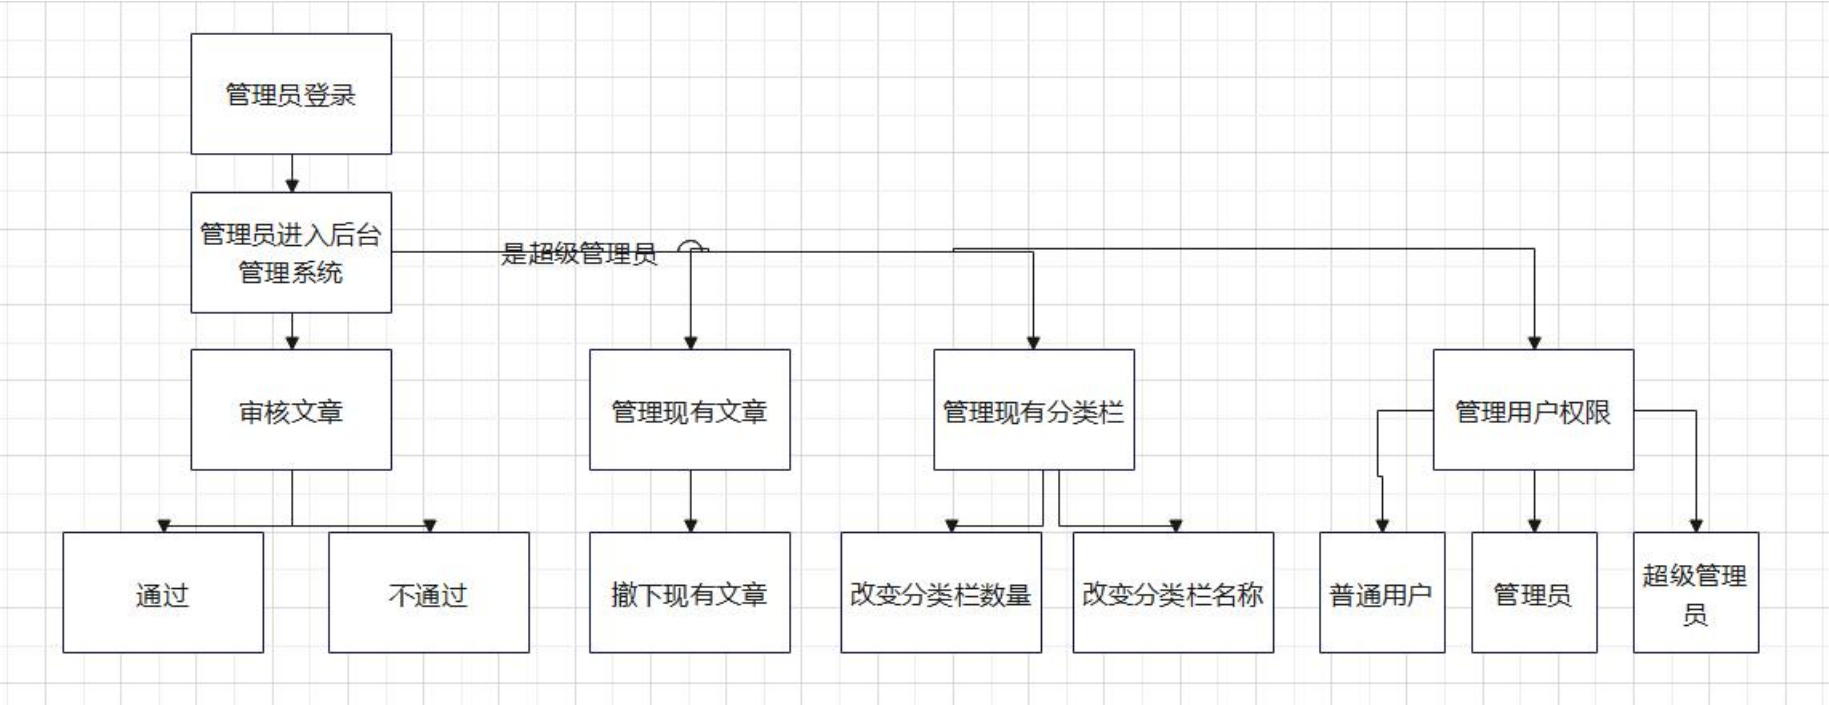 管理员登录
管理员进入后台
管理系统
是超级管理员
审核文章
管理现有文章
管理现有分类栏
管理用户权限
通过
不通过
撤下现有文章
改变分类栏数量
改变分类栏名称
普通用户
管理员
超级管理
员